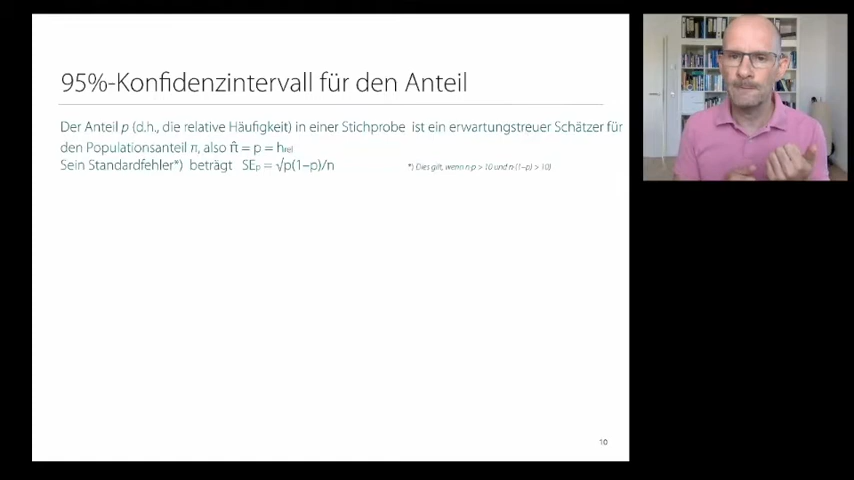 95%-Konfidenzintervall für den Anteil
Der Anteil p (d.h., die relative Häufigkeit) in einer Stichprobe ist ein erwartungstreuer Schätzer für
den Populationsanteil π, also π̂ = p = hrel
Sein Standardfehler*) beträgt SEp = √p(1−p)/n *) Dies gilt, wenn n·p > 10 und n·(1−p) > 10)
10